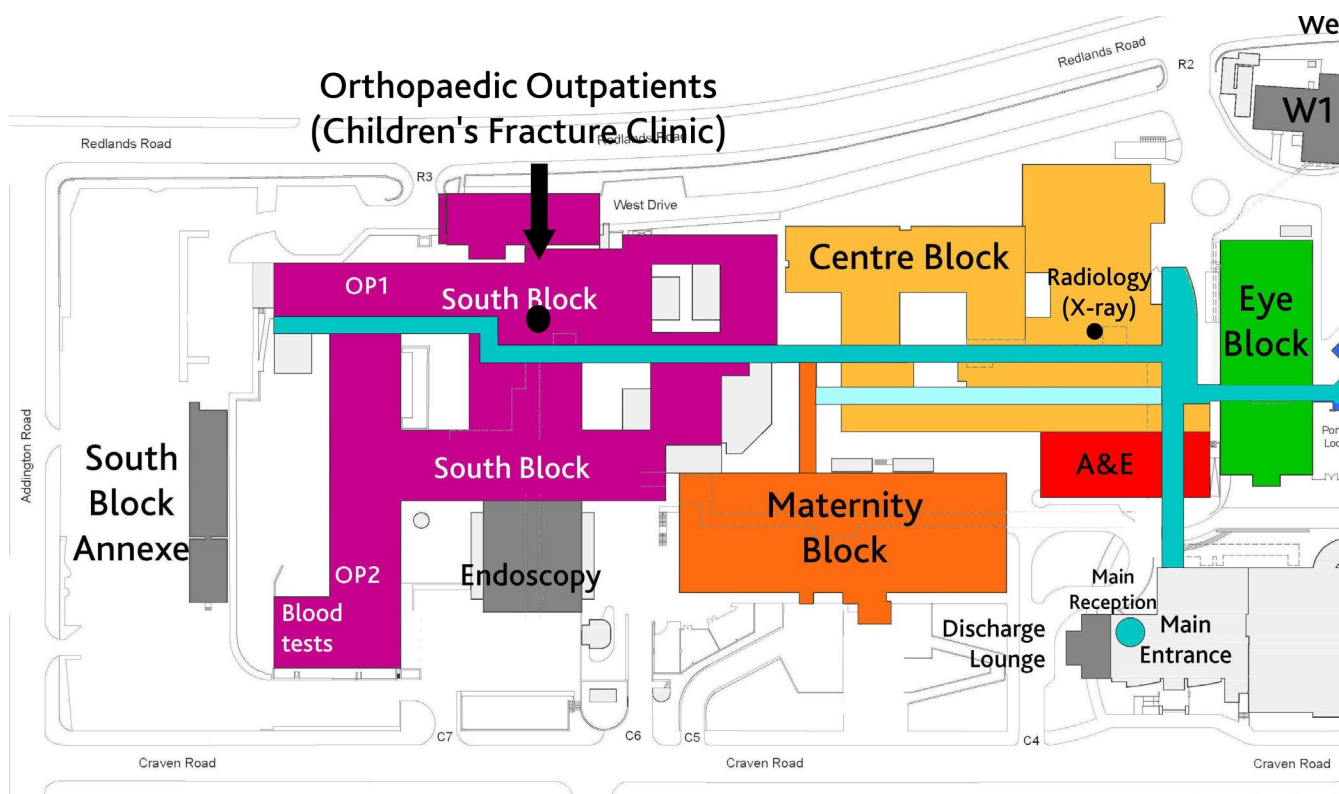 We
Redlands Road
R2
Orthopaedic Outpatients
(Children's Fracture Clinic)
W1
Redlands Road
Redlands Road
R3
West Drive
Centre Block
OP1
South Block
Radiology
(X-ray)
Eye
Block
Addington Road
South
Block
Annexe
South Block
A&E
Maternity
Block
Por
Loc
OP2
Endoscopy
Blood
tests
Main
Reception
Main
Entrance
Discharge
Lounge
C7
C6
C5
C4
Craven Road
Craven Road
Craven Road